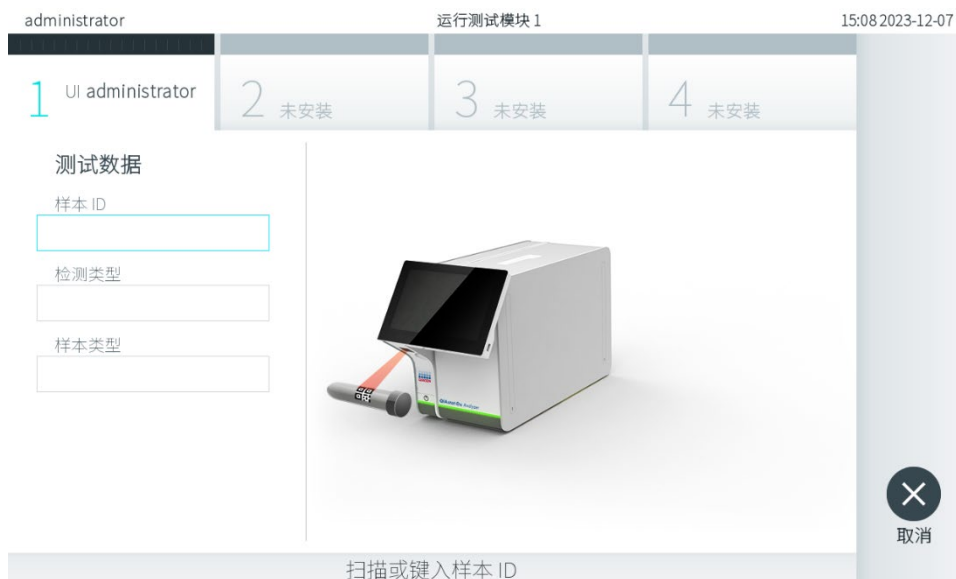 administrator
运行测试模块 1
15:08 2023-12-07
1 UI administrator
2 未安装
3 未安装
4 未安装
测试数据
样本 ID
检测类型
样本类型
取消
扫描或键入样本 ID